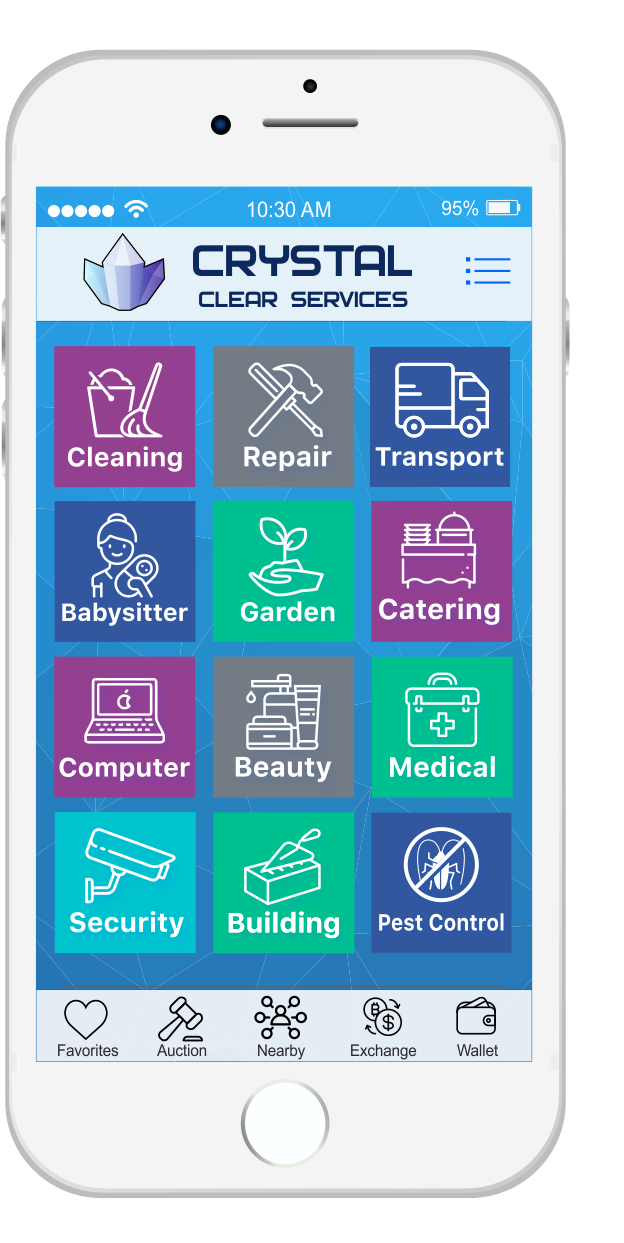 10:30 AM
95%
CRYSTAL
CLEAR SERVICES
Cleaning
Repair
Transport
Babysitter
Garden
Catering
Computer
Beauty
Medical
Security
Building
Pest Control
Favorites
Auction
Nearby
Exchange
Wallet